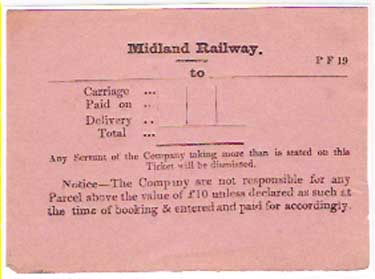 Midland Railway.
P F 19
to
Carriage ...
Paid on ...
Delivery ..
Total ...
Any Servant of the Company taking more than is stated on this
Ticket will be dismissed.
Notice—The Company are not responsible for any
Parcel above the value of £10 unless declared as such at
the time of booking & entered and paid for accordingly.